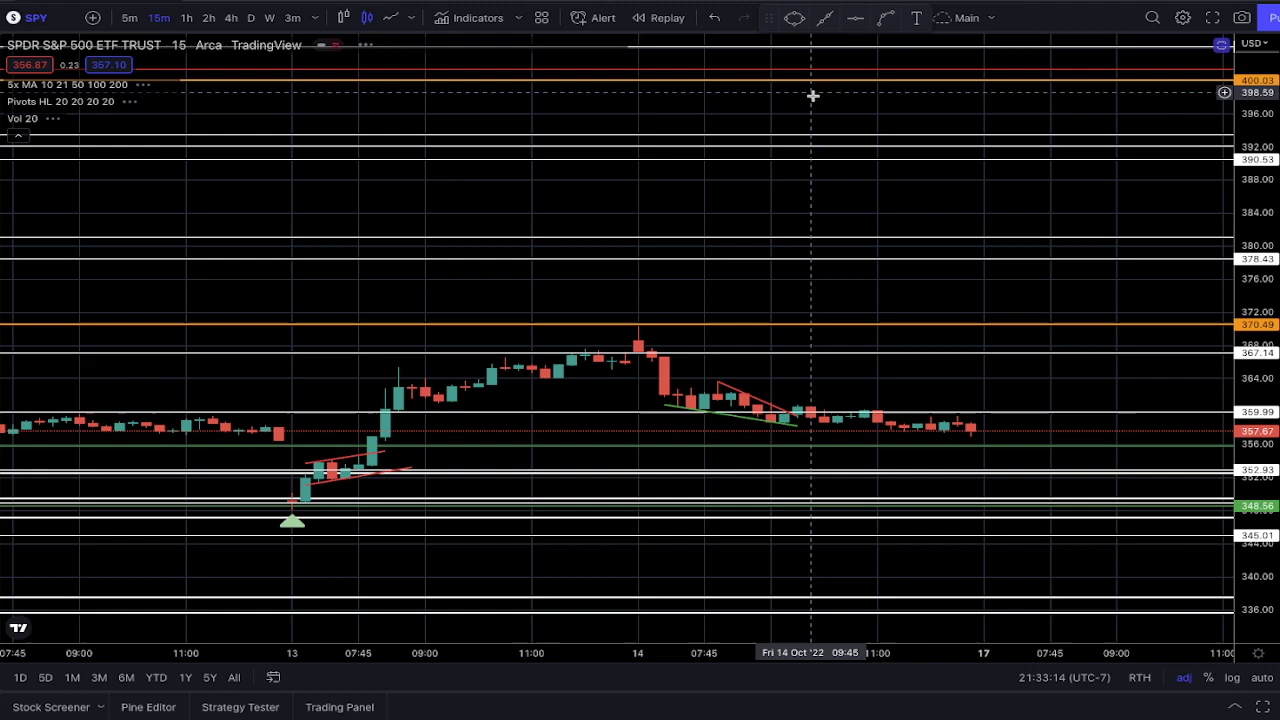 S SPY 5m 15m 1h 2h 4h D W 3m Indicators Alert Replay T Main Pu
SPDR S&P 500 ETF TRUST · 15 · Arca · TradingView
USD
356.87 0.23 357.10
5x MA 10 21 50 100 200
Pivots HL 20 20 20 20
Vol 20
400.03
398.59
396.00
392.00
390.53
388.00
384.00
380.00
378.43
376.00
372.00
370.49
368.00
367.14
364.00
359.99
357.67
356.00
352.93
352.00
348.56
345.01
344.00
340.00
336.00
07:45 09:00 11:00 13 07:45 09:00 11:00 14 07:45 Fri 14 Oct '22 09:45 11:00 17 07:45 09:00 11:00
1D 5D 1M 3M 6M YTD 1Y 5Y All 21:33:14 (UTC-7) RTH adj % log auto
Stock Screener Pine Editor Strategy Tester Trading Panel